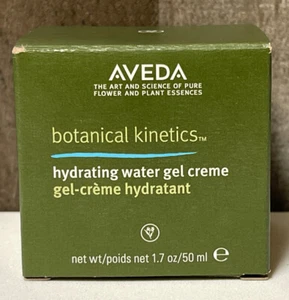 AVEDA
THE ART AND SCIENCE OF PURE
FLOWER AND PLANT ESSENCES
botanical kinetics™
hydrating water gel creme
gel-crème hydratant
net wt/poids net 1.7 oz/50 ml ℮